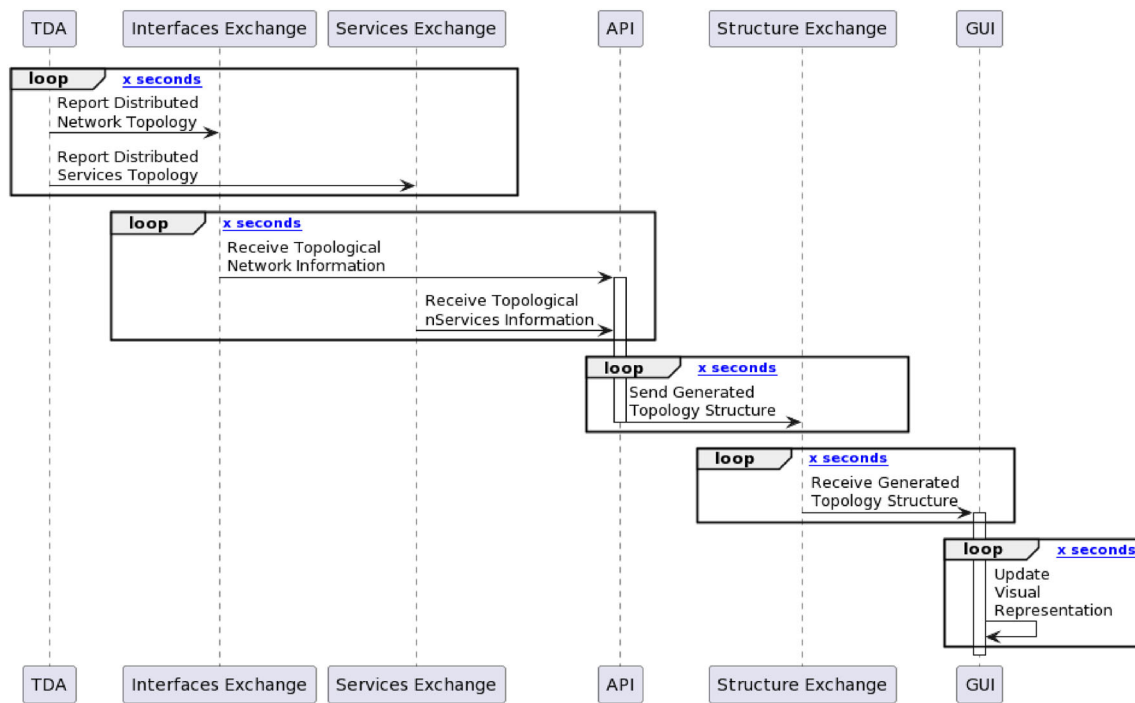 TDA
Interfaces Exchange
Services Exchange
API
Structure Exchange
GUI
loop
x seconds
Report Distributed
Network Topology
Report Distributed
Services Topology
loop
x seconds
Receive Topological
Network Information
Receive Topological
nServices Information
loop
x seconds
Send Generated
Topology Structure
loop
x seconds
Receive Generated
Topology Structure
loop
x seconds
Update
Visual
Representation
TDA
Interfaces Exchange
Services Exchange
API
Structure Exchange
GUI